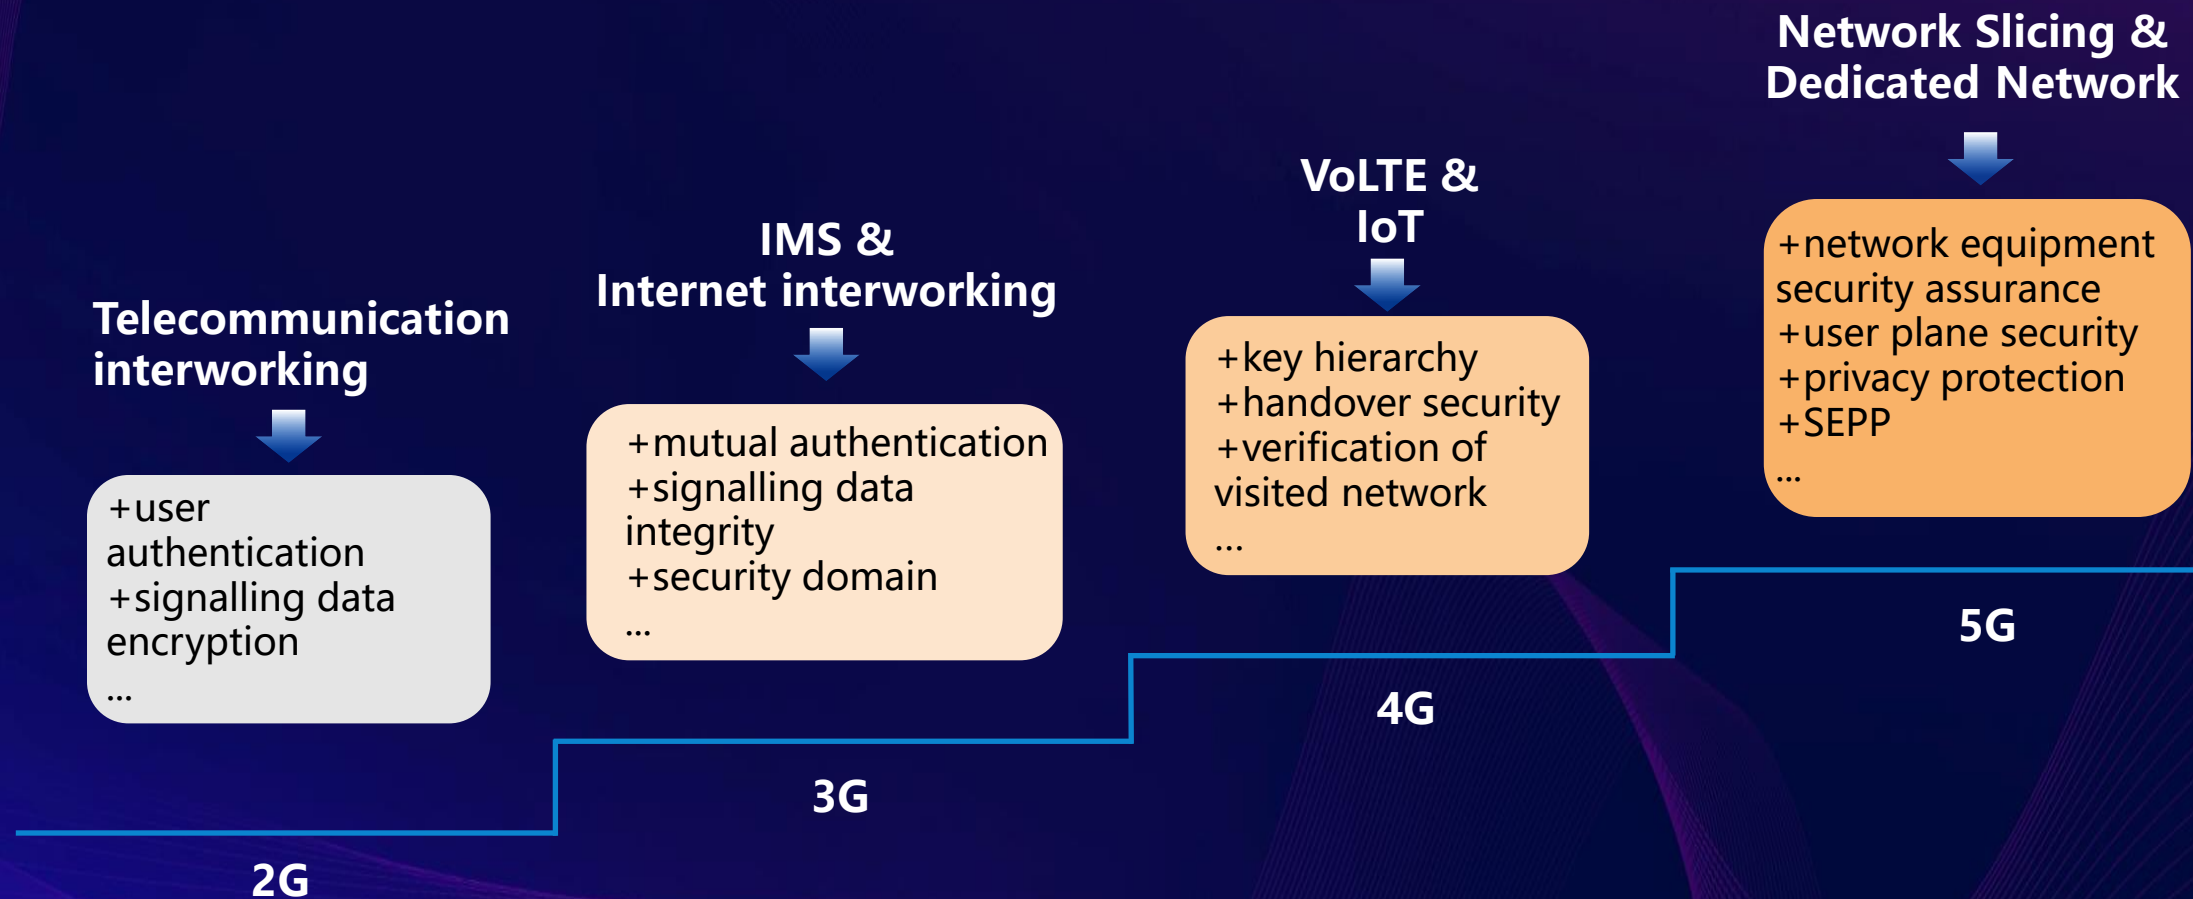 Telecommunication
interworking
+user
authentication
+signalling data
encryption
...
2G
IMS &
Internet interworking
+mutual authentication
+signalling data
integrity
+security domain
...
3G
VoLTE &
IoT
+key hierarchy
+handover security
+verification of
visited network
...
4G
Network Slicing &
Dedicated Network
+network equipment
security assurance
+user plane security
+privacy protection
+SEPP
...
5G